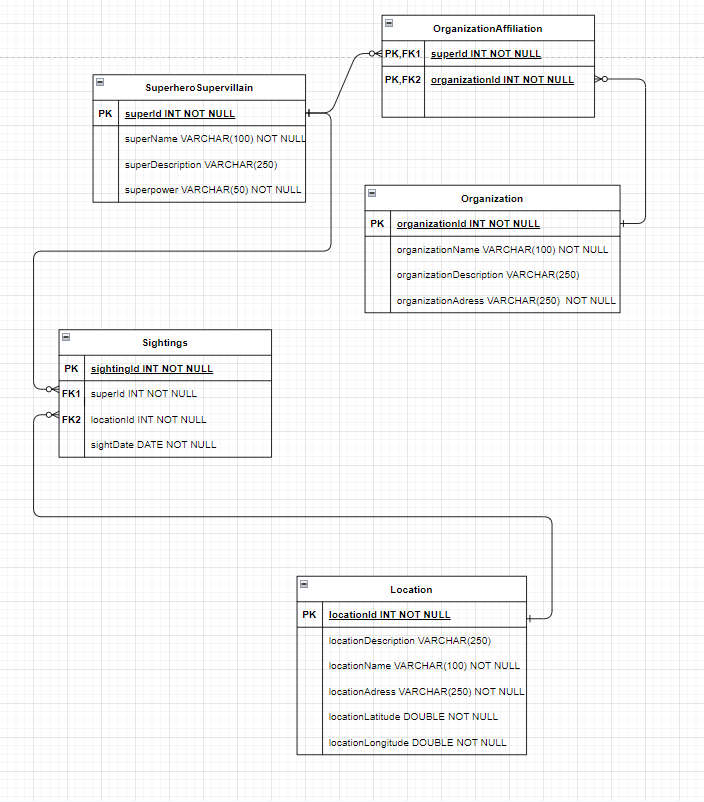 OrganizationAffiliation
PK,FK1 superId INT NOT NULL
PK,FK2 organizationId INT NOT NULL
SuperheroSupervillain
PK superId INT NOT NULL
superName VARCHAR(100) NOT NULL
superDescription VARCHAR(250)
superpower VARCHAR(50) NOT NULL
Organization
PK organizationId INT NOT NULL
organizationName VARCHAR(100) NOT NULL
organizationDescription VARCHAR(250)
organizationAdress VARCHAR(250) NOT NULL
Sightings
PK sightingId INT NOT NULL
FK1 superId INT NOT NULL
FK2 locationId INT NOT NULL
sightDate DATE NOT NULL
Location
PK locationId INT NOT NULL
locationDescription VARCHAR(250)
locationName VARCHAR(100) NOT NULL
locationAdress VARCHAR(250) NOT NULL
locationLatitude DOUBLE NOT NULL
locationLongitude DOUBLE NOT NULL